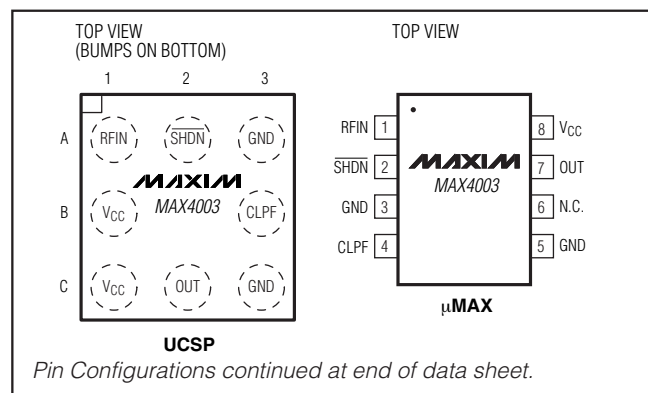 TOP VIEW
(BUMPS ON BOTTOM)
1 2 3
A RFIN SHDN GND
MAXIM
MAX4003
B VCC CLPF
C VCC OUT GND
UCSP
TOP VIEW
RFIN 1 8 VCC
SHDN 2 MAXIM 7 OUT
MAX4003
GND 3 6 N.C.
CLPF 4 5 GND
µMAX
Pin Configurations continued at end of data sheet.